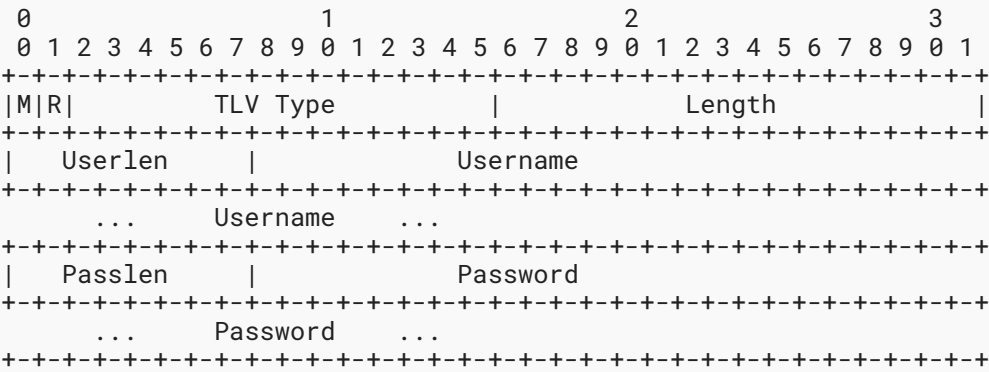 0                   1                   2                   3
 0 1 2 3 4 5 6 7 8 9 0 1 2 3 4 5 6 7 8 9 0 1 2 3 4 5 6 7 8 9 0 1
+-+-+-+-+-+-+-+-+-+-+-+-+-+-+-+-+-+-+-+-+-+-+-+-+-+-+-+-+-+-+-+-+
|M|R|         TLV Type          |            Length             |
+-+-+-+-+-+-+-+-+-+-+-+-+-+-+-+-+-+-+-+-+-+-+-+-+-+-+-+-+-+-+-+-+
|   Userlen     |             Username
+-+-+-+-+-+-+-+-+-+-+-+-+-+-+-+-+-+-+-+-+-+-+-+-+-+-+-+-+-+-+-+-+
      ...     Username    ...
+-+-+-+-+-+-+-+-+-+-+-+-+-+-+-+-+-+-+-+-+-+-+-+-+-+-+-+-+-+-+-+-+
|   Passlen     |             Password
+-+-+-+-+-+-+-+-+-+-+-+-+-+-+-+-+-+-+-+-+-+-+-+-+-+-+-+-+-+-+-+-+
      ...     Password    ...
+-+-+-+-+-+-+-+-+-+-+-+-+-+-+-+-+-+-+-+-+-+-+-+-+-+-+-+-+-+-+-+-+